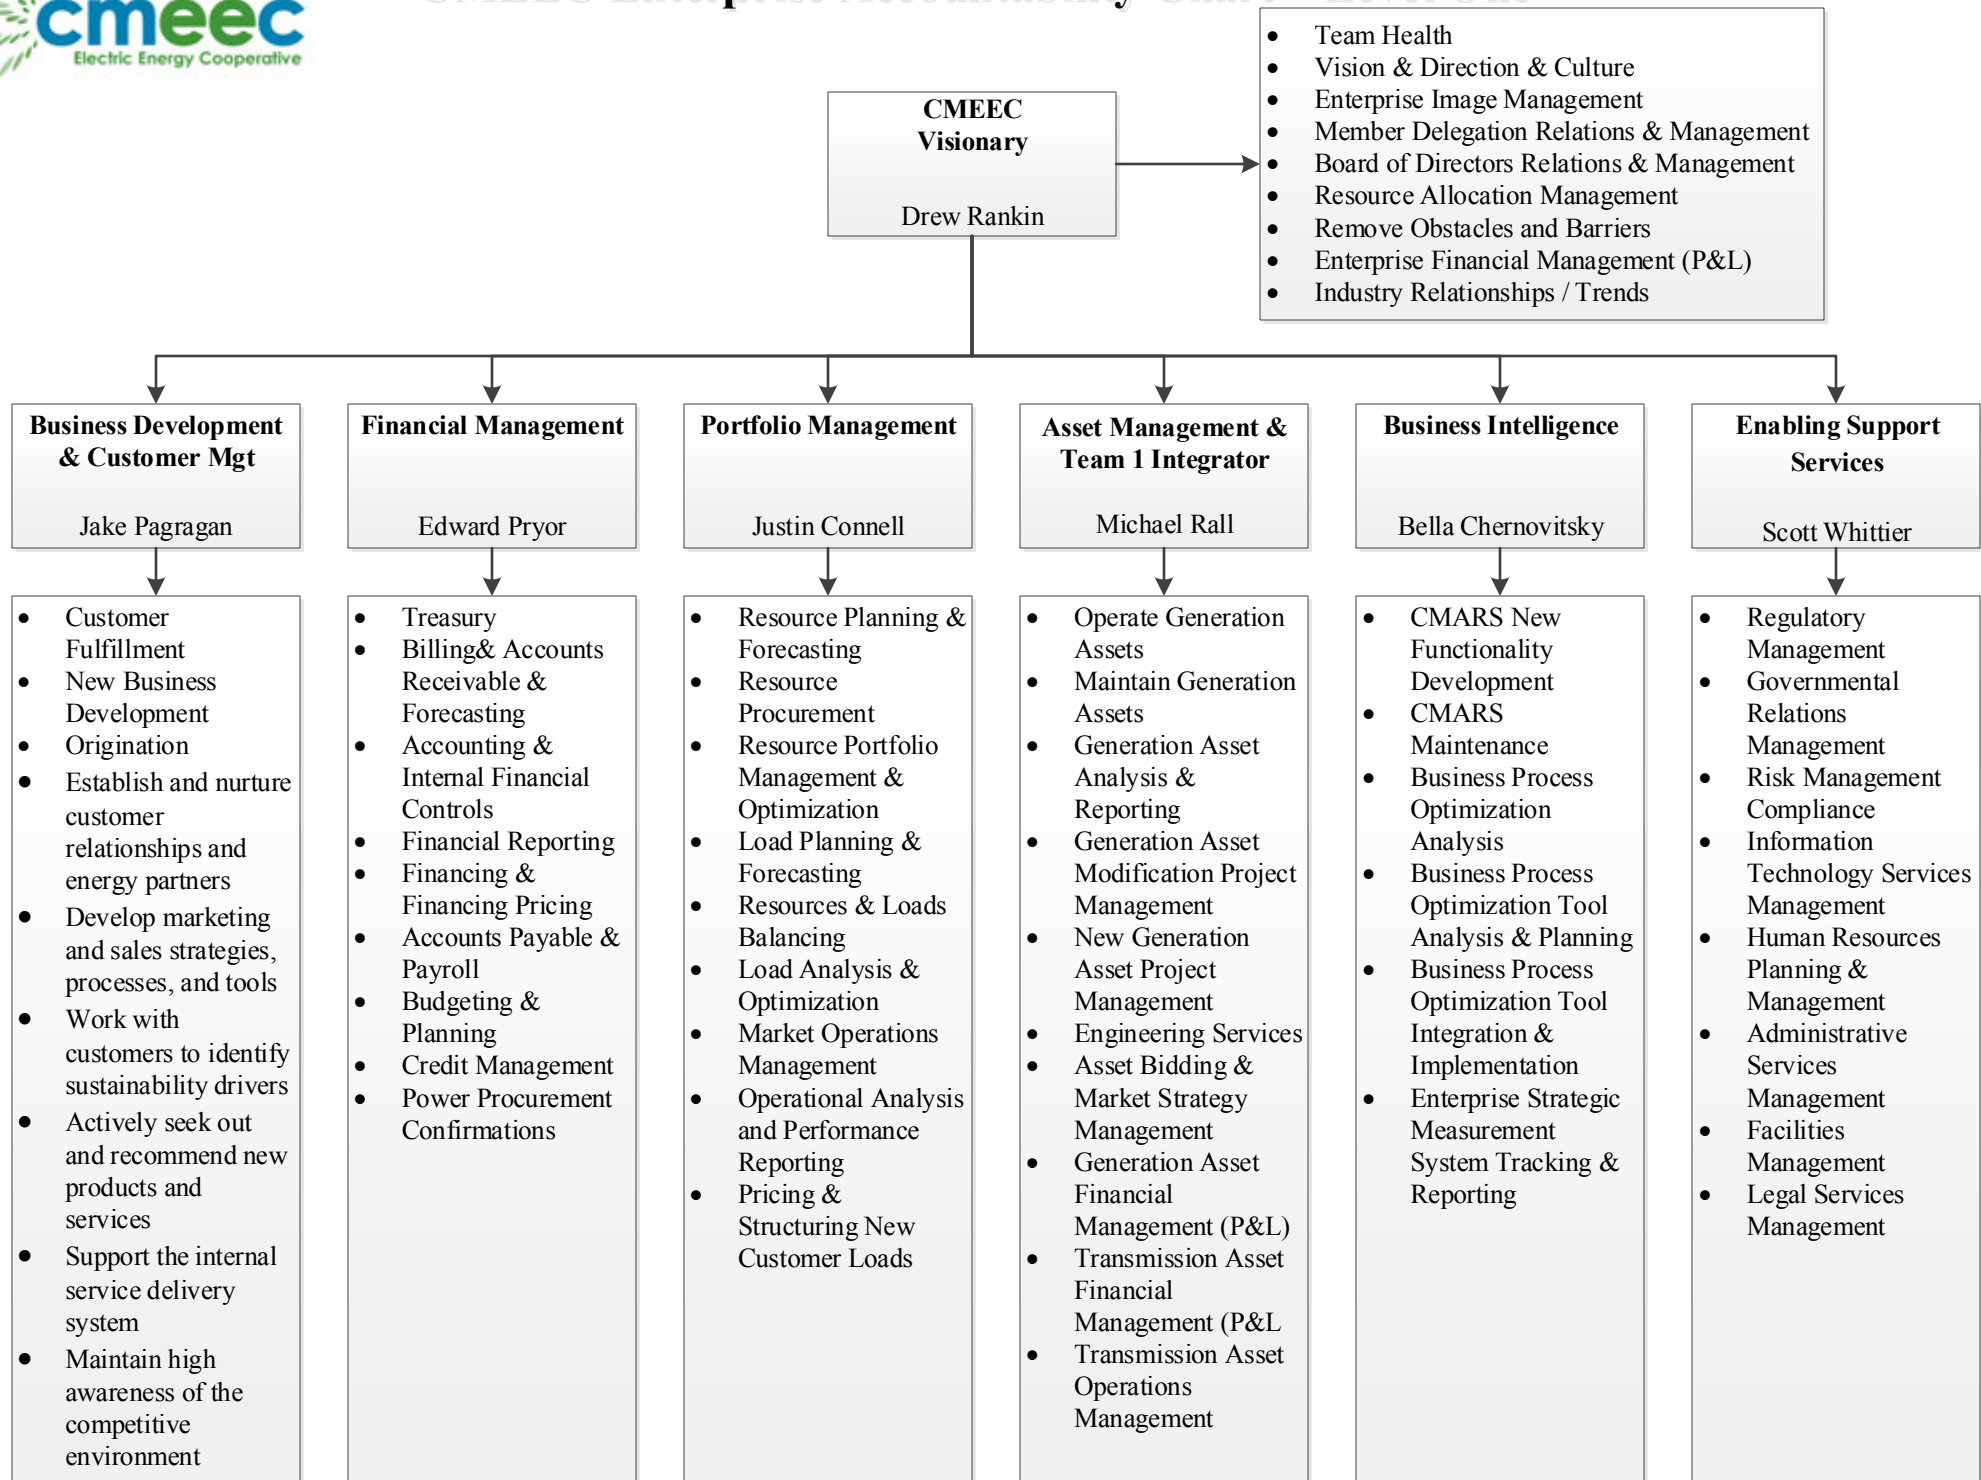 CMEEC Enterprise Accountability Chart – Level One
cmeec
Electric Energy Cooperative
• Team Health
• Vision & Direction & Culture
• Enterprise Image Management
• Member Delegation Relations & Management
• Board of Directors Relations & Management
• Resource Allocation Management
• Remove Obstacles and Barriers
• Enterprise Financial Management (P&L)
• Industry Relationships / Trends
CMEEC
Visionary
Drew Rankin
Business Development
& Customer Mgt
Jake Pagragan
Financial Management
Edward Pryor
Portfolio Management
Justin Connell
Asset Management &
Team 1 Integrator
Michael Rall
Business Intelligence
Bella Chernovitsky
Enabling Support
Services
Scott Whittier
• Customer
Fulfillment
• New Business
Development
• Origination
• Establish and nurture
customer
relationships and
energy partners
• Develop marketing
and sales strategies,
processes, and tools
• Work with
customers to identify
sustainability drivers
• Actively seek out
and recommend new
products and
services
• Support the internal
service delivery
system
• Maintain high
awareness of the
competitive
environment
• Treasury
• Billing& Accounts
Receivable &
Forecasting
• Accounting &
Internal Financial
Controls
• Financial Reporting
• Financing &
Financing Pricing
• Accounts Payable &
Payroll
• Budgeting &
Planning
• Credit Management
• Power Procurement
Confirmations
• Resource Planning &
Forecasting
• Resource
Procurement
• Resource Portfolio
Management &
Optimization
• Load Planning &
Forecasting
• Resources & Loads
Balancing
• Load Analysis &
Optimization
• Market Operations
Management
• Operational Analysis
and Performance
Reporting
• Pricing &
Structuring New
Customer Loads
• Operate Generation
Assets
• Maintain Generation
Assets
• Generation Asset
Analysis &
Reporting
• Generation Asset
Modification Project
Management
• New Generation
Asset Project
Management
• Engineering Services
• Asset Bidding &
Market Strategy
Management
• Generation Asset
Financial
Management (P&L)
• Transmission Asset
Financial
Management (P&L
• Transmission Asset
Operations
Management
• CMARS New
Functionality
Development
• CMARS
Maintenance
• Business Process
Optimization
Analysis
• Business Process
Optimization Tool
Analysis & Planning
• Business Process
Optimization Tool
Integration &
Implementation
• Enterprise Strategic
Measurement
System Tracking &
Reporting
• Regulatory
Management
• Governmental
Relations
Management
• Risk Management
Compliance
• Information
Technology Services
Management
• Human Resources
Planning &
Management
• Administrative
Services
Management
• Facilities
Management
• Legal Services
Management